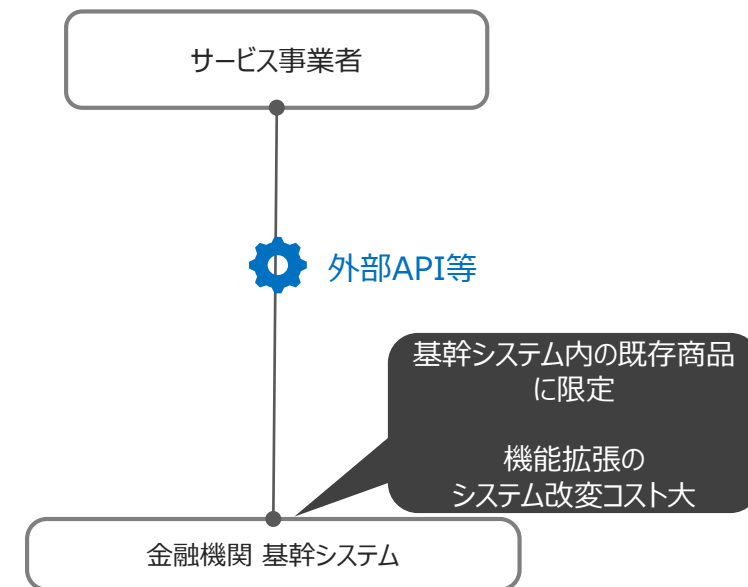 サービス事業者
外部API等
基幹システム内の既存商品
に限定
機能拡張の
システム改変コスト大
金融機関 基幹システム